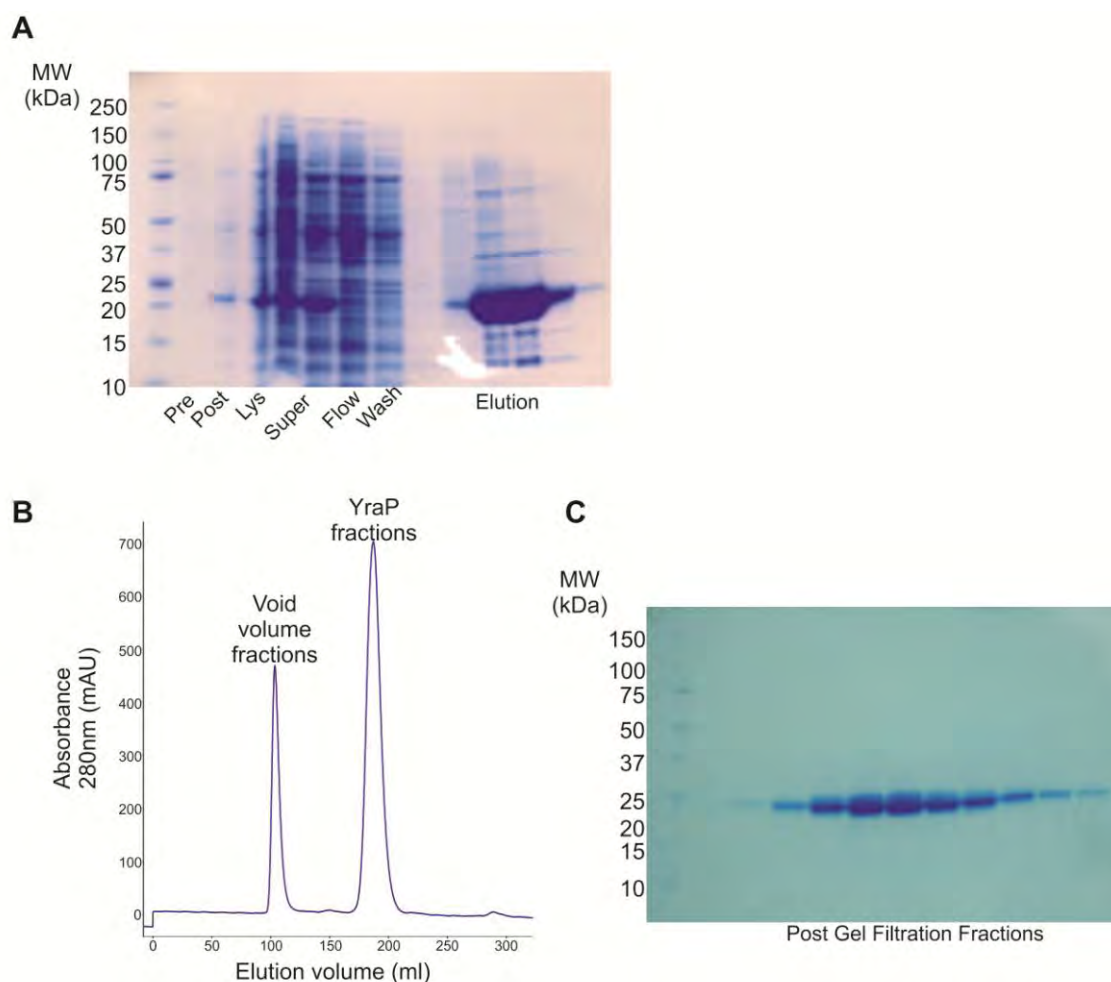 A
MW
(kDa)
250
150
100
75
50
37
25
20
15
10
Pre
Post
Lys
Super
Flow
Wash
Elution
B
YraP
fractions
Void
volume
fractions
700
600
500
400
300
200
100
0
Absorbance
280nm (mAU)
0 50 100 150 200 250 300
Elution volume (ml)
C
MW
(kDa)
150
100
75
50
37
25
20
15
10
Post Gel Filtration Fractions